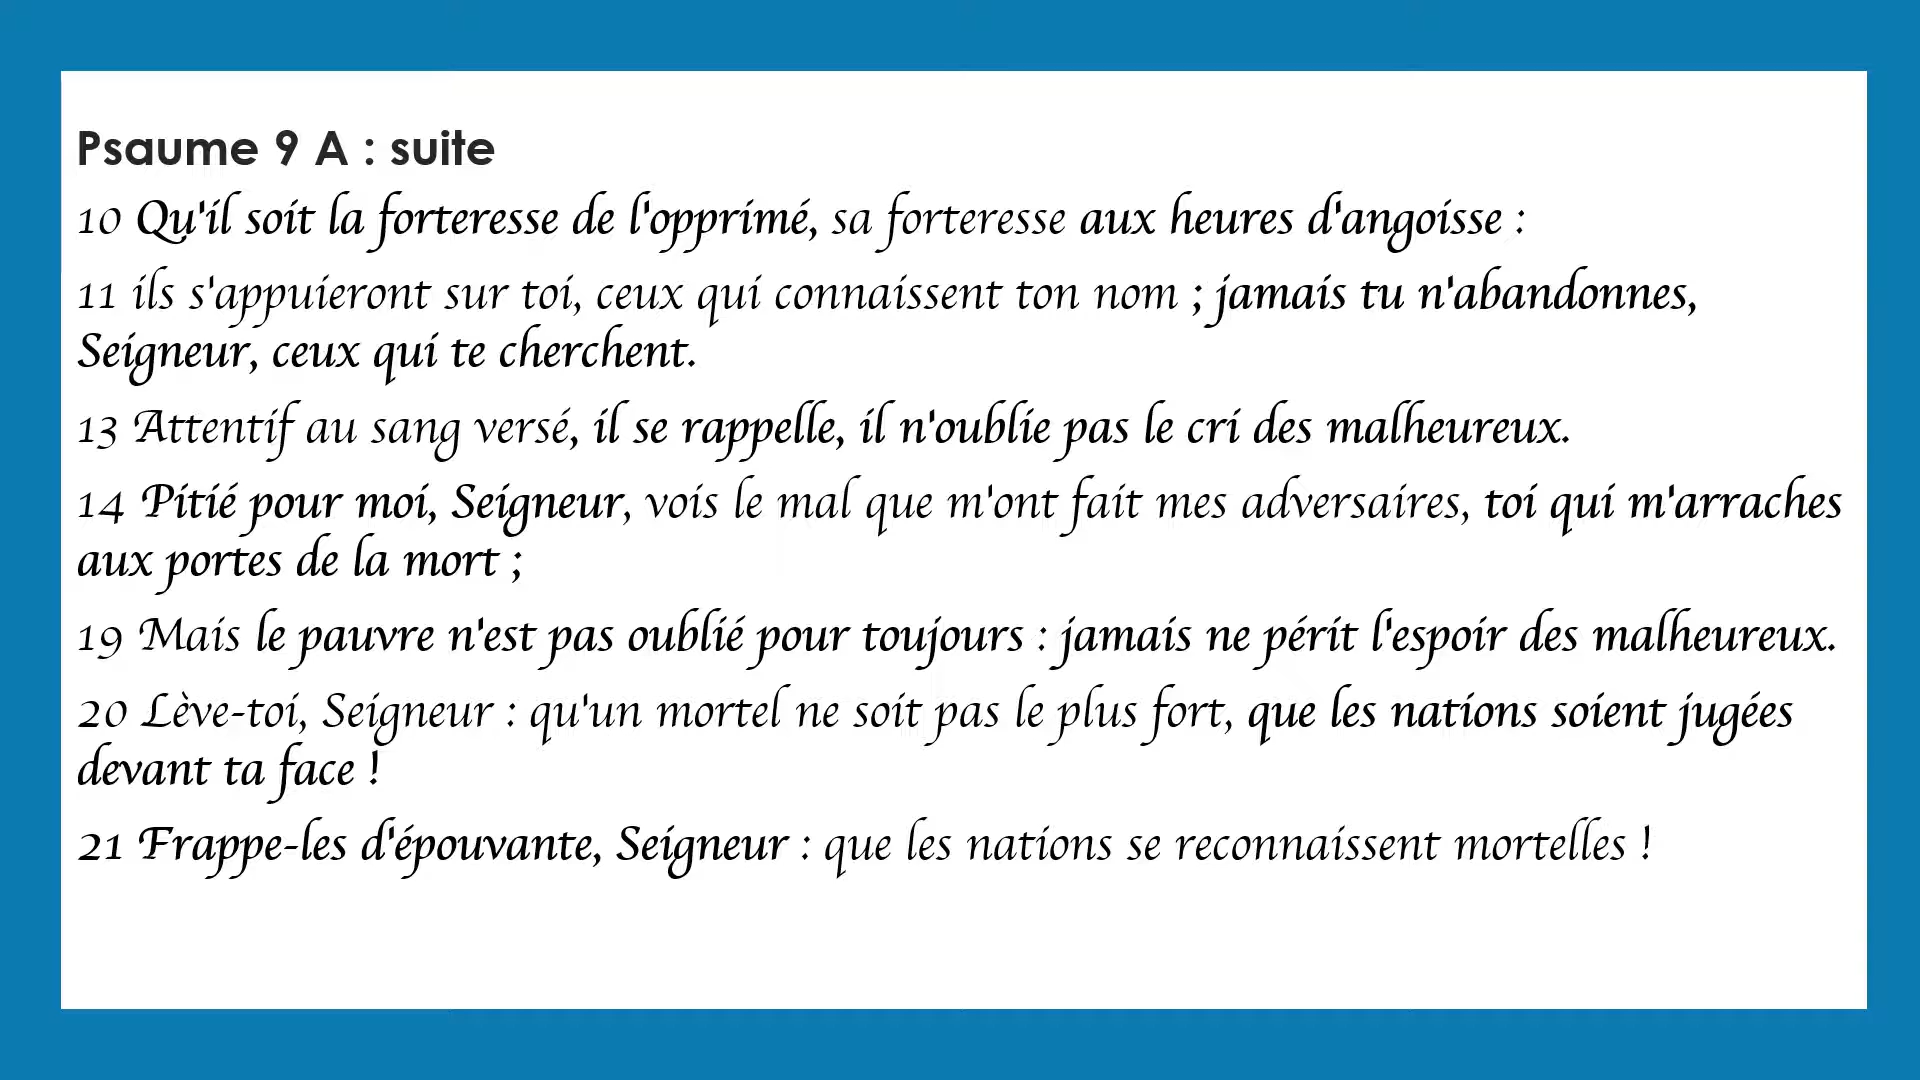 Psaume 9 A : suite
10 Qu'il soit la forteresse de l'opprimé, sa forteresse aux heures d'angoisse :
11 ils s'appuieront sur toi, ceux qui connaissent ton nom ; jamais tu n'abandonnes,
Seigneur, ceux qui te cherchent.
13 Attentif au sang versé, il se rappelle, il n'oublie pas le cri des malheureux.
14 Pitié pour moi, Seigneur, vois le mal que m'ont fait mes adversaires, toi qui m'arraches
aux portes de la mort ;
19 Mais le pauvre n'est pas oublié pour toujours : jamais ne périt l'espoir des malheureux.
20 Lève-toi, Seigneur : qu'un mortel ne soit pas le plus fort, que les nations soient jugées
devant ta face !
21 Frappe-les d'épouvante, Seigneur : que les nations se reconnaissent mortelles !